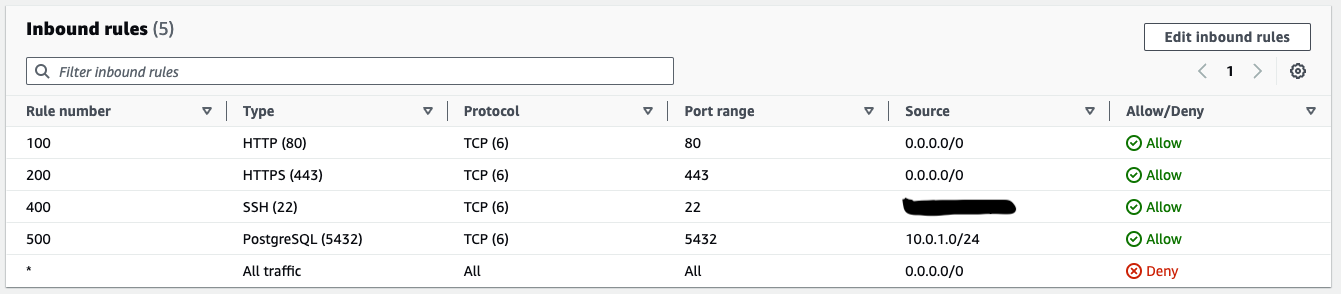 Inbound rules (5)
Edit inbound rules
Filter inbound rules
1
Rule number Type Protocol Port range Source Allow/Deny
100 HTTP (80) TCP (6) 80 0.0.0.0/0 Allow
200 HTTPS (443) TCP (6) 443 0.0.0.0/0 Allow
400 SSH (22) TCP (6) 22 Allow
500 PostgreSQL (5432) TCP (6) 5432 10.0.1.0/24 Allow
* All traffic All All 0.0.0.0/0 Deny